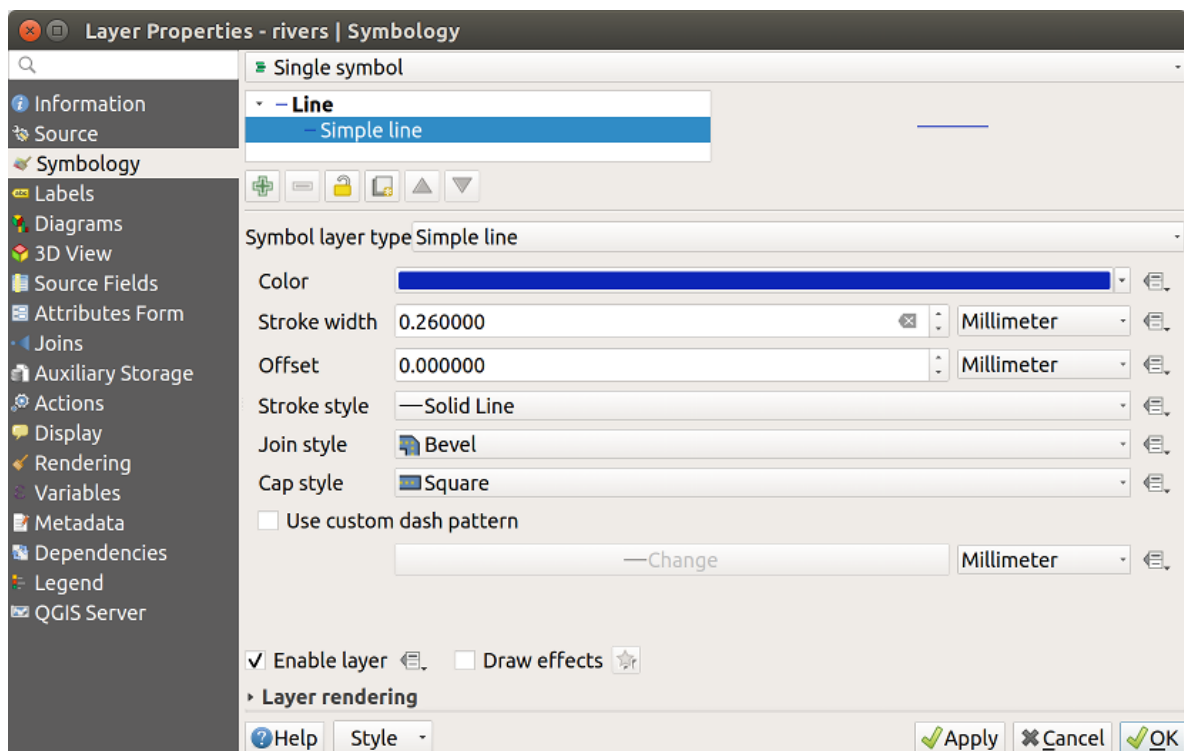 Layer Properties - rivers | Symbology
Information
Source
Symbology
Labels
Diagrams
3D View
Source Fields
Attributes Form
Joins
Auxiliary Storage
Actions
Display
Rendering
Variables
Metadata
Dependencies
Legend
QGIS Server
Single symbol
Line
Simple line
Symbol layer type Simple line
Color
Stroke width 0.260000 Millimeter
Offset 0.000000 Millimeter
Stroke style Solid Line
Join style Bevel
Cap style Square
Use custom dash pattern
Change Millimeter
Enable layer Draw effects
Layer rendering
Help Style Apply Cancel OK